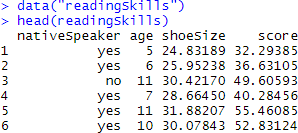 > data("readingSkills")
> head(readingSkills)
  nativeSpeaker age shoeSize    score
1           yes   5 24.83189 32.29385
2           yes   6 25.95238 36.63105
3            no  11 30.42170 49.60593
4           yes   7 28.66450 40.28456
5           yes  11 31.88207 55.46085
6           yes  10 30.07843 52.83124